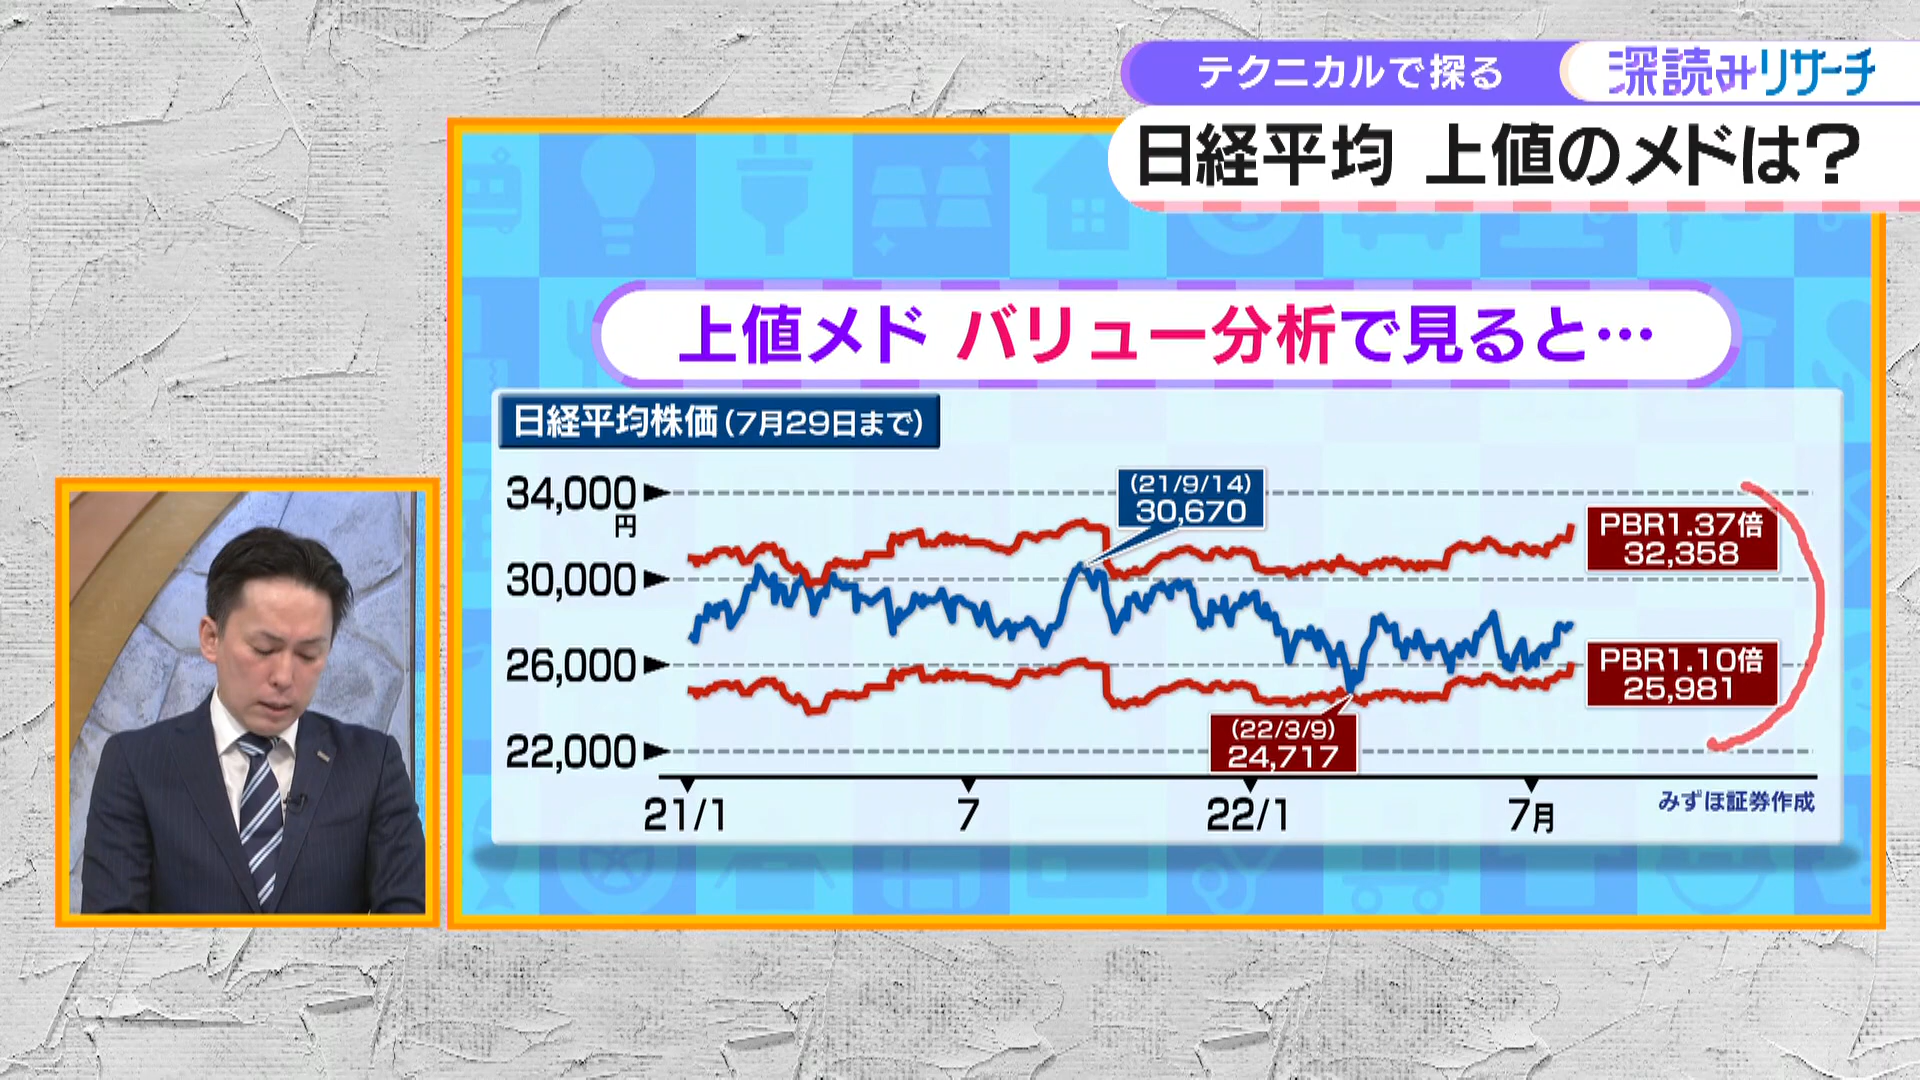 テクニカルで探る
深読みリサーチ
日経平均 上値のメドは?
上値メド バリュー分析で見ると…
日経平均株価(7月29日まで)
34,000
円
30,000
26,000
22,000
(21/9/14)
30,670
PBR1.37倍
32,358
PBR1.10倍
25,981
(22/3/9)
24,717
21/1
7
22/1
7月
みずほ証券作成